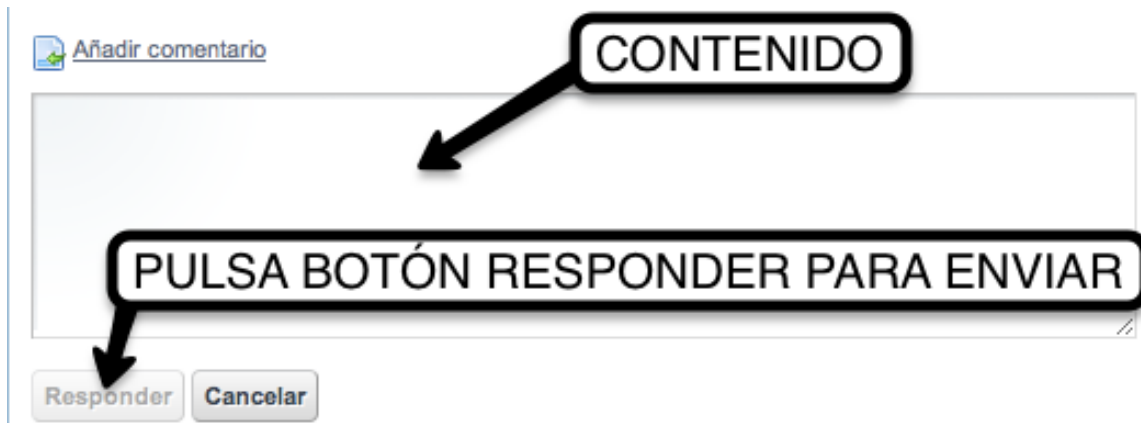 Añadir comentario
CONTENIDO
PULSA BOTÓN RESPONDER PARA ENVIAR
Responder Cancelar